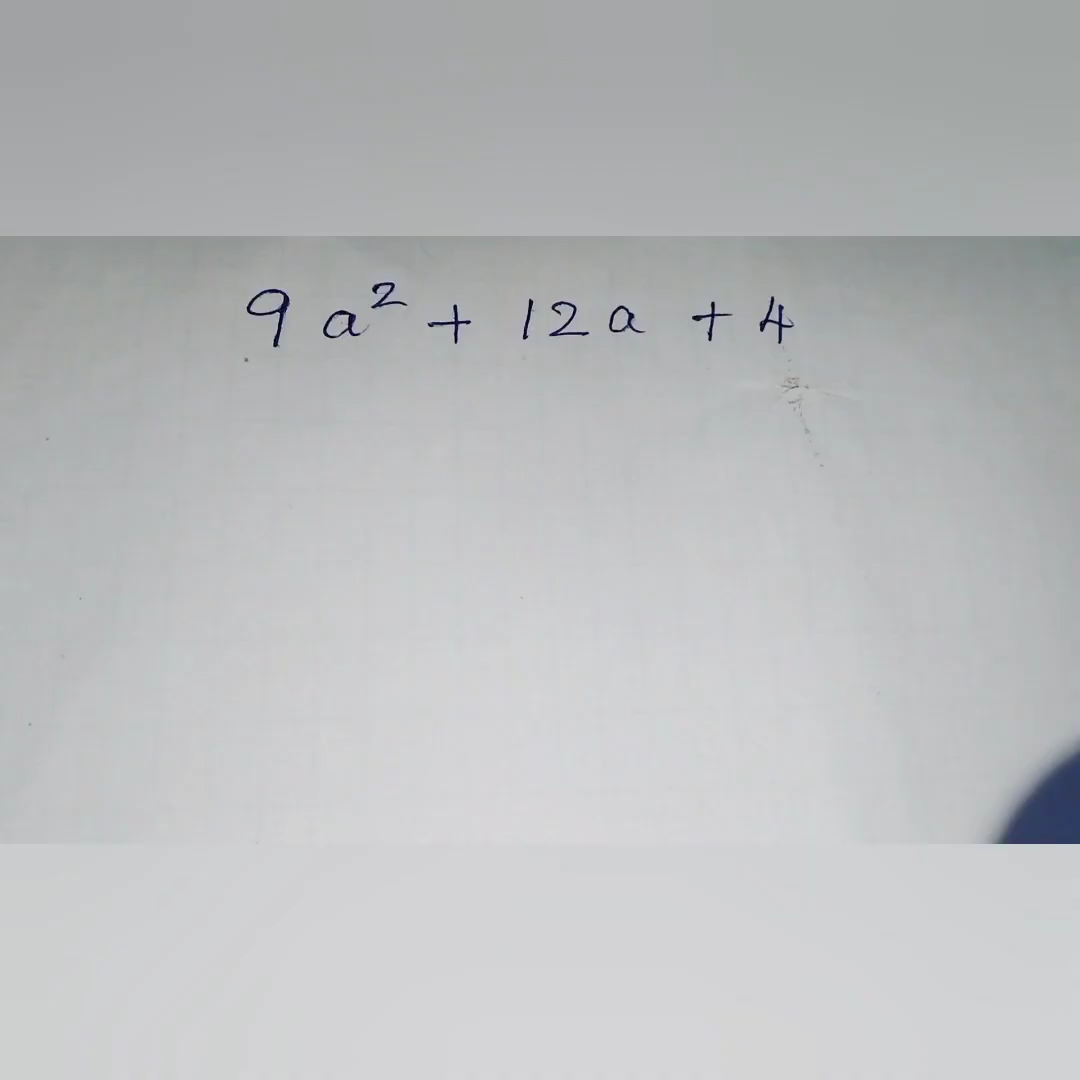 9a² + 12a + 4